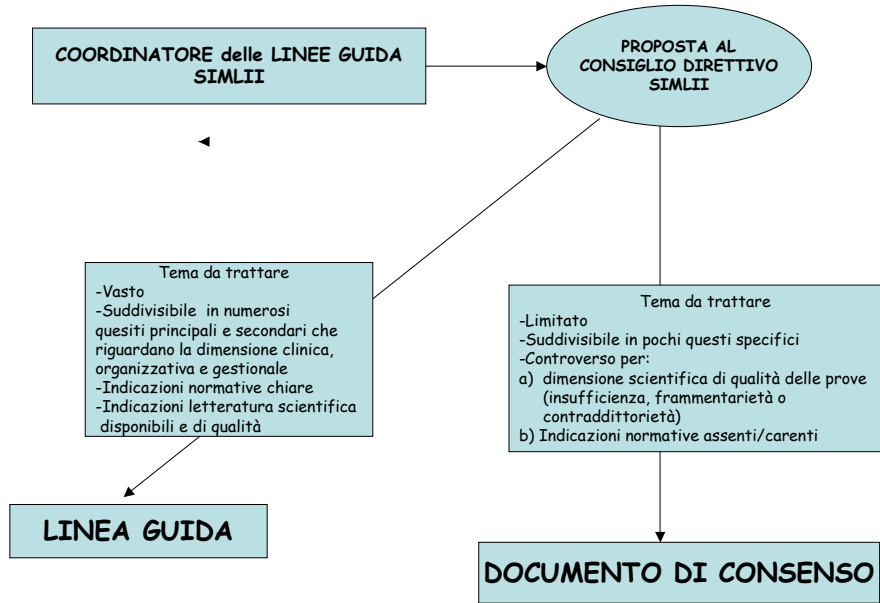 COORDINATORE delle LINEE GUIDA
SIMLII
PROPOSTA AL
CONSIGLIO DIRETTIVO
SIMLII
Tema da trattare
-Vasto
-Suddivisibile in numerosi
quesiti principali e secondari che
riguardano la dimensione clinica,
organizzativa e gestionale
-Indicazioni normative chiare
-Indicazioni letteratura scientifica
disponibili e di qualità
Tema da trattare
-Limitato
-Suddivisibile in pochi questi specifici
-Controverso per:
a) dimensione scientifica di qualità delle prove
(insufficienza, frammentarietà o
contraddittorietà)
b) Indicazioni normative assenti/carenti
LINEA GUIDA
DOCUMENTO DI CONSENSO